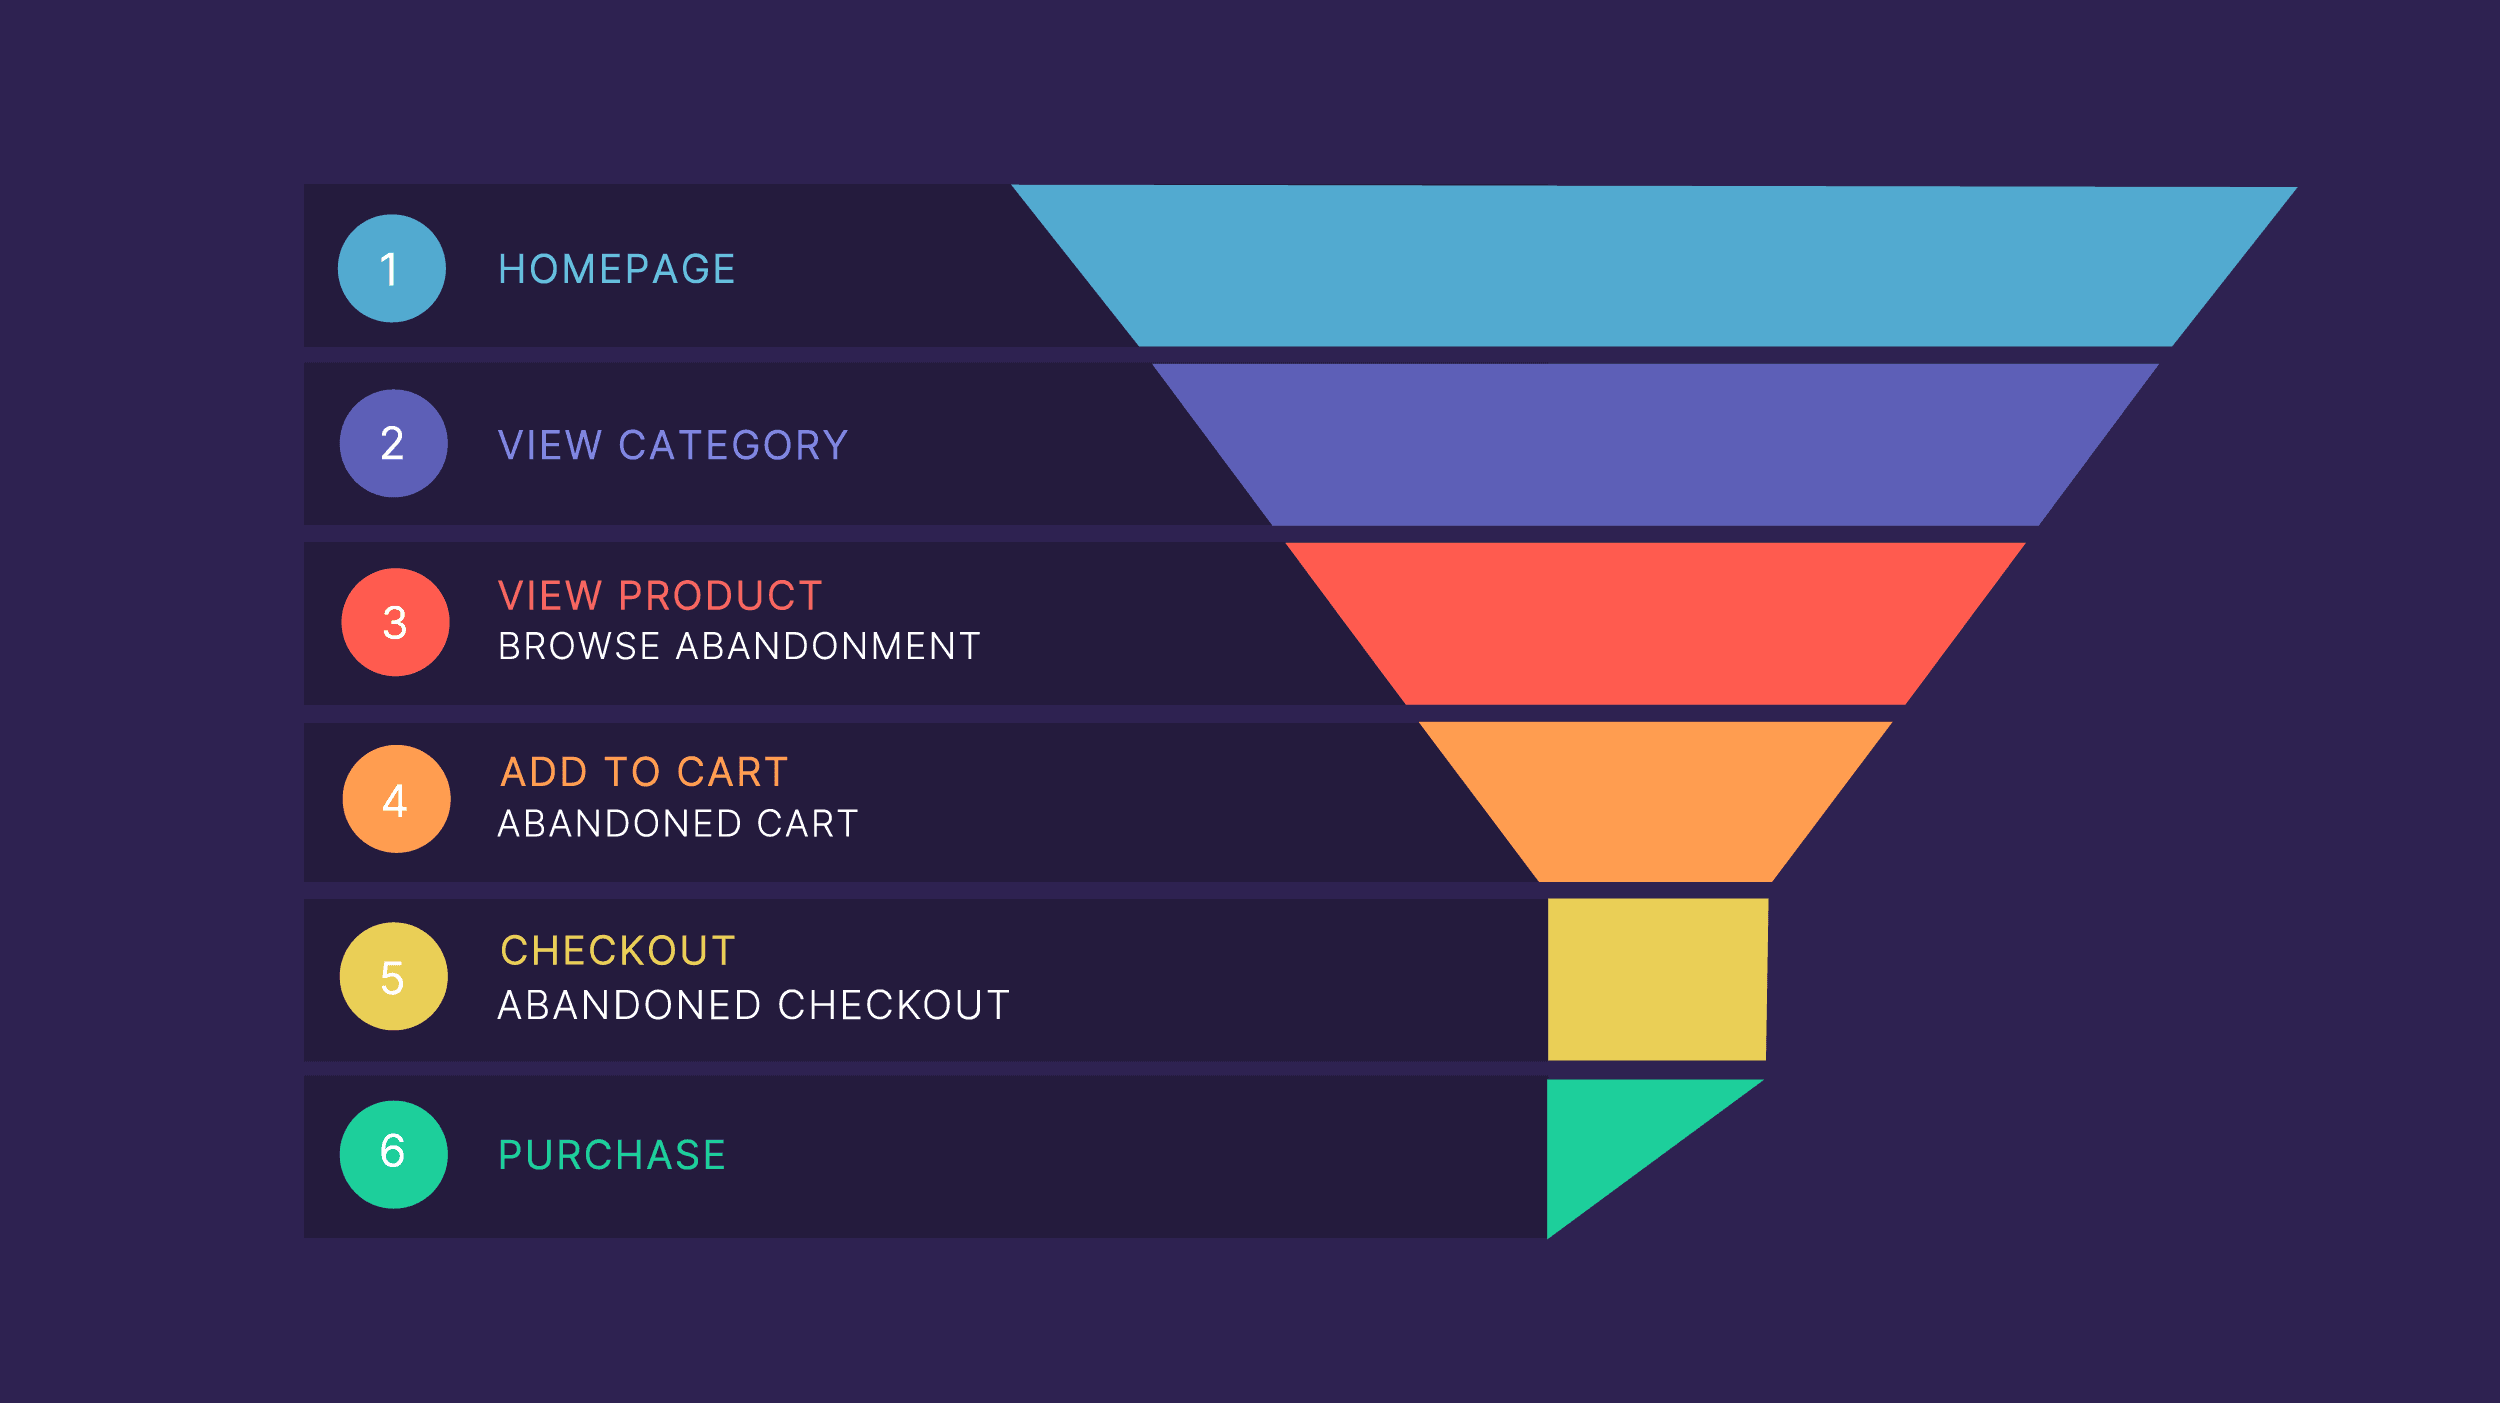 1
HOMEPAGE
2
VIEW CATEGORY
3
VIEW PRODUCT
BROWSE ABANDONMENT
4
ADD TO CART
ABANDONED CART
5
CHECKOUT
ABANDONED CHECKOUT
6
PURCHASE